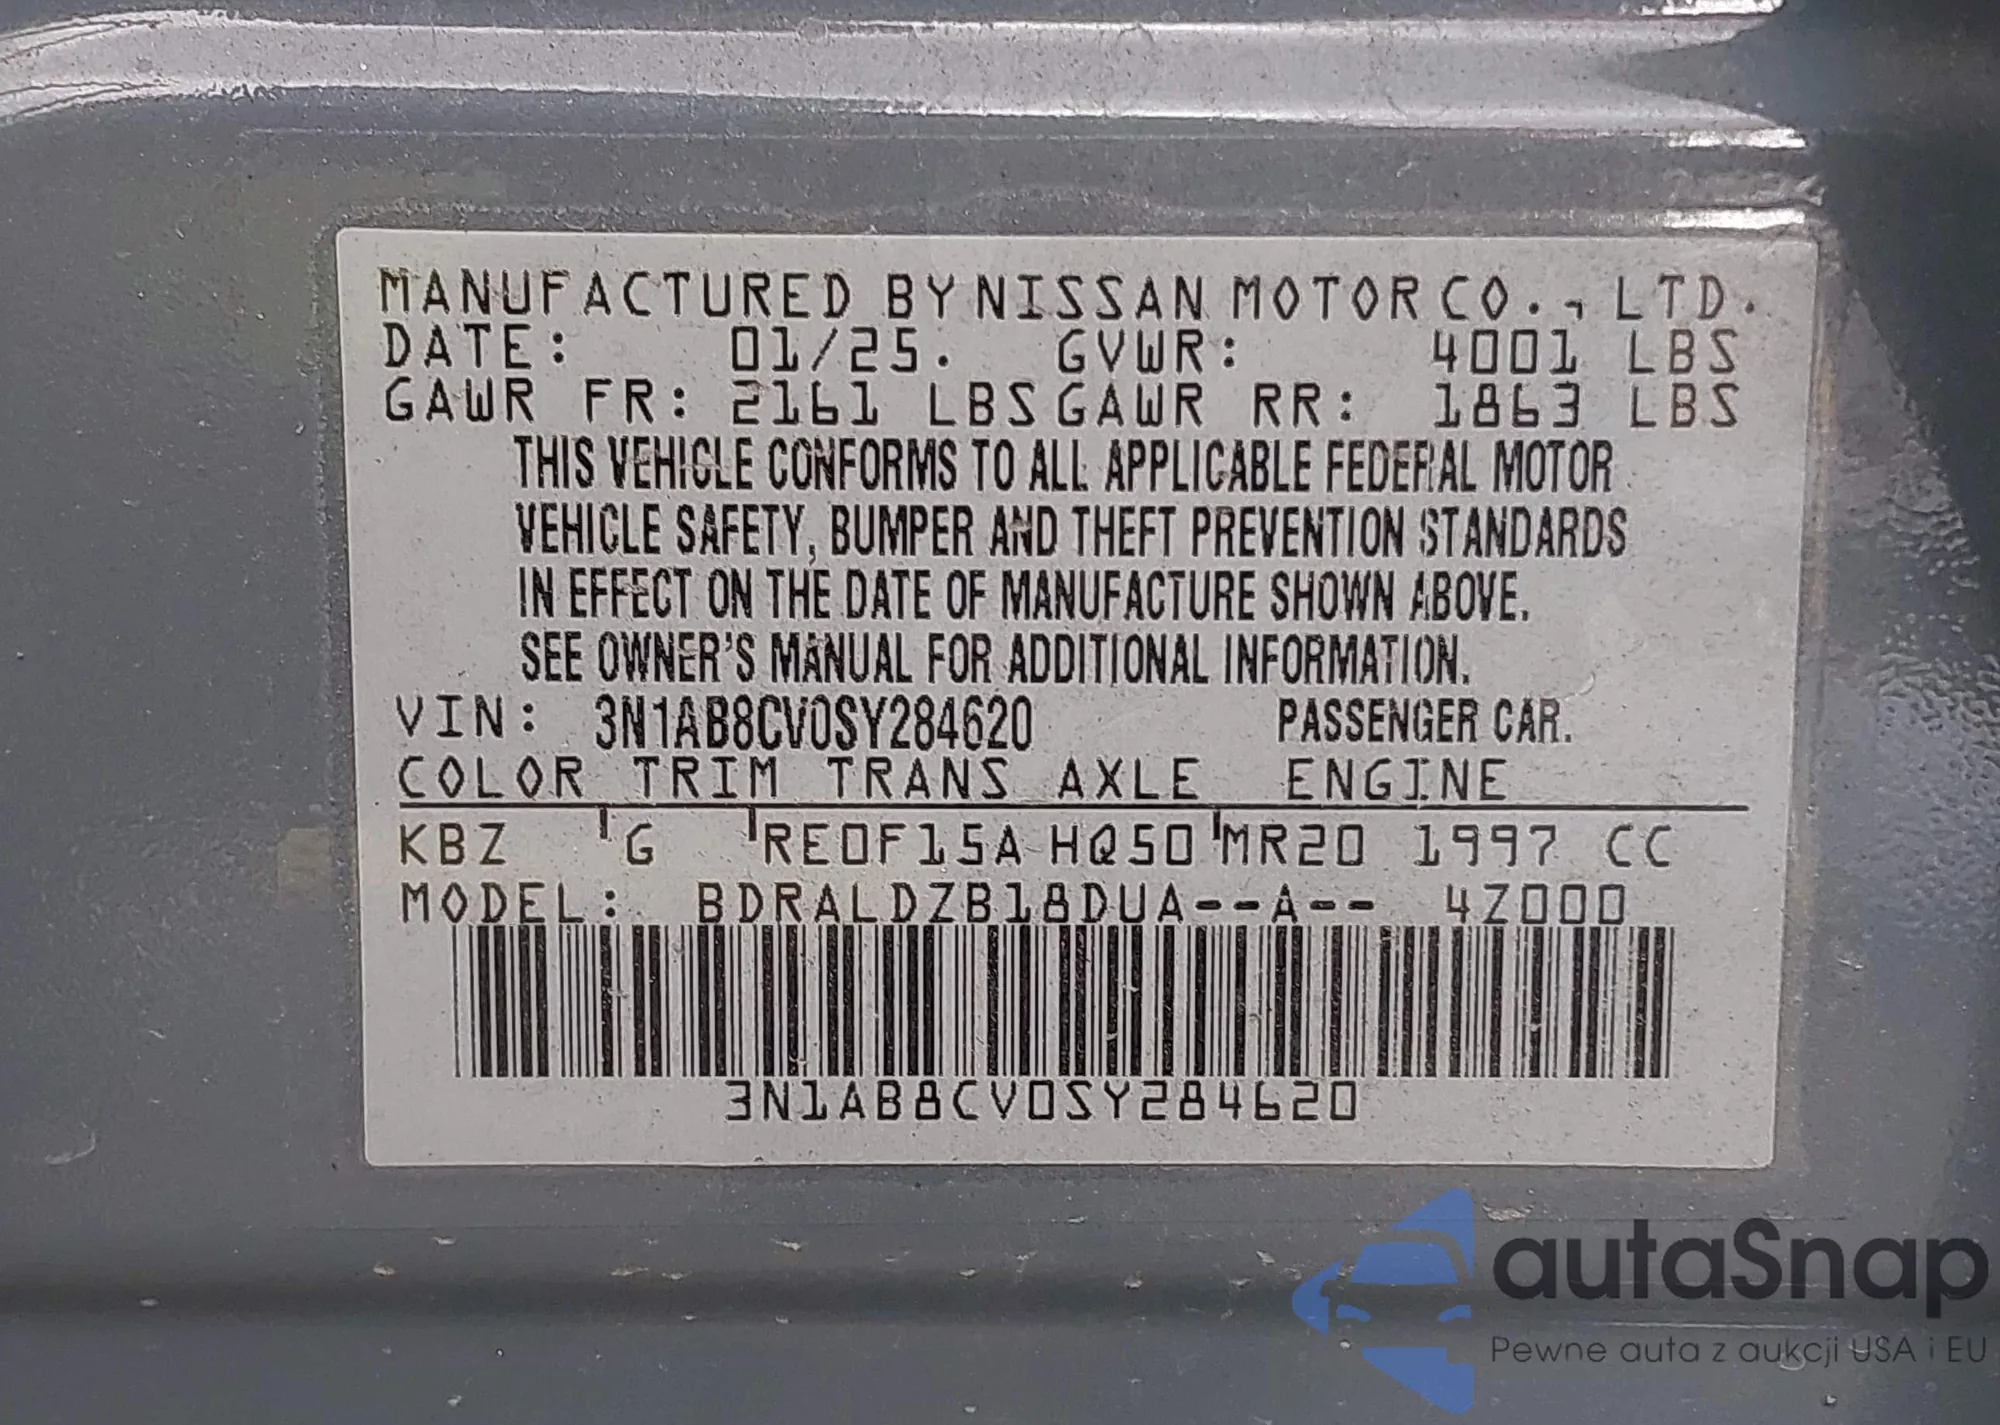 MANUFACTURED BY NISSAN MOTOR CO., LTD.
DATE: 01/25. GVWR: 4001 LBS
GAWR FR: 2161 LBS GAWR RR: 1863 LBS
THIS VEHICLE CONFORMS TO ALL APPLICABLE FEDERAL MOTOR
VEHICLE SAFETY, BUMPER AND THEFT PREVENTION STANDARDS
IN EFFECT ON THE DATE OF MANUFACTURE SHOWN ABOVE.
SEE OWNER'S MANUAL FOR ADDITIONAL INFORMATION.
VIN: 3N1AB8CV0SY284620 PASSENGER CAR.
COLOR TRIM TRANS AXLE ENGINE
KBZ G RE0F15A HQ50 MR20 1997 CC
MODEL: BDRALDZB18DUA--A-- 4Z000
3N1AB8CV0SY284620
autaSnap
Pewne auta z aukcji USA i EU